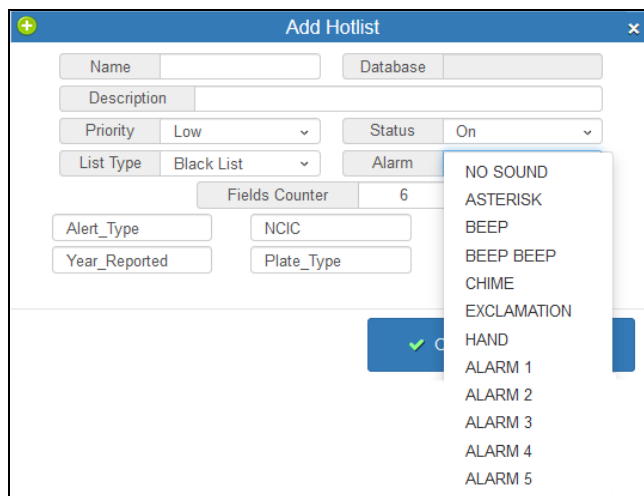 Add Hotlist ×
Name Database
Description
Priority Low Status On
List Type Black List Alarm
Fields Counter 6
Alert_Type NCIC
Year_Reported Plate_Type
NO SOUND
ASTERISK
BEEP
BEEP BEEP
CHIME
EXCLAMATION
HAND
ALARM 1
ALARM 2
ALARM 3
ALARM 4
ALARM 5